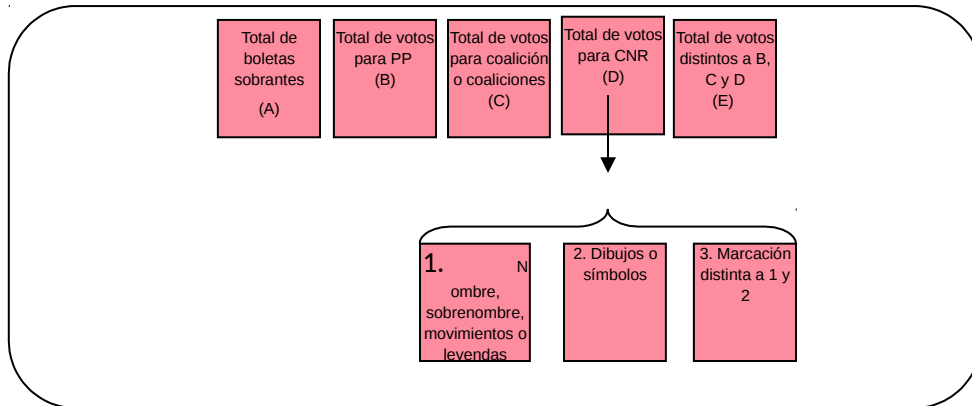 Total de
boletas
sobrantes
(A)
Total de votos
para PP
(B)
Total de votos
para coalición
o coaliciones
(C)
Total de votos
para CNR
(D)
Total de votos
distintos a B,
C y D
(E)
1. N
ombre,
sobrenombre,
movimientos o
leyendas
2. Dibujos o
símbolos
3. Marcación
distinta a 1 y
2